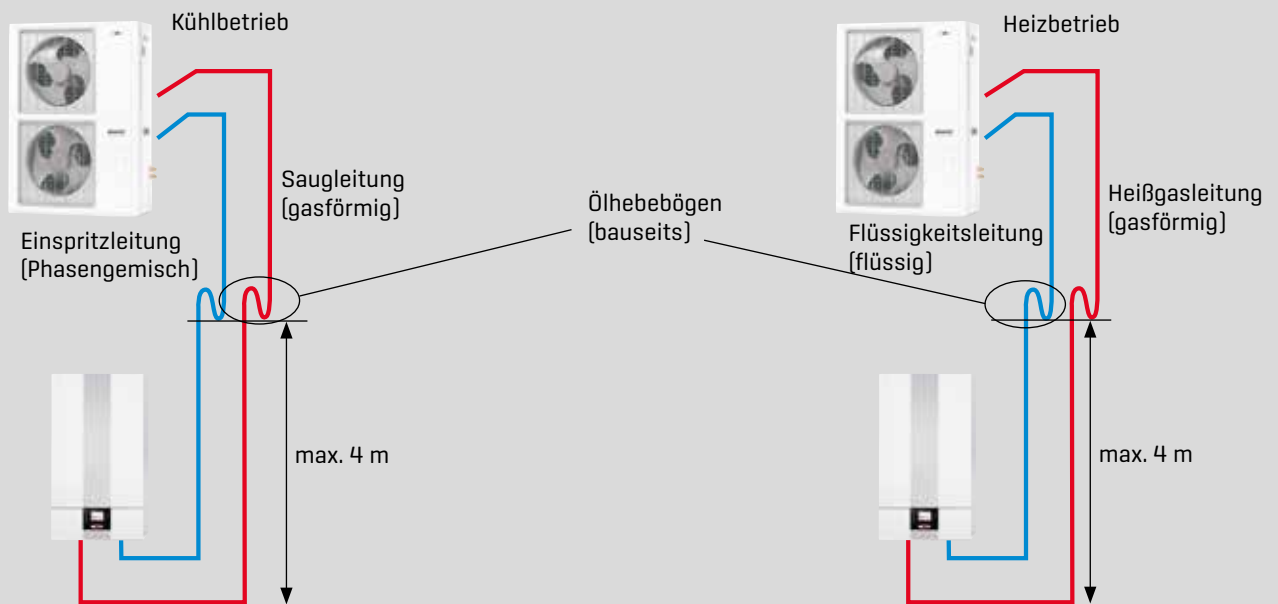 Kühlbetrieb
Saugleitung
(gasförmig)
Einspritzleitung
(Phasengemisch)
max. 4 m
Ölhebebögen
(bauseits)
Heizbetrieb
Heißgasleitung
(gasförmig)
Flüssigkeitsleitung
(flüssig)
max. 4 m